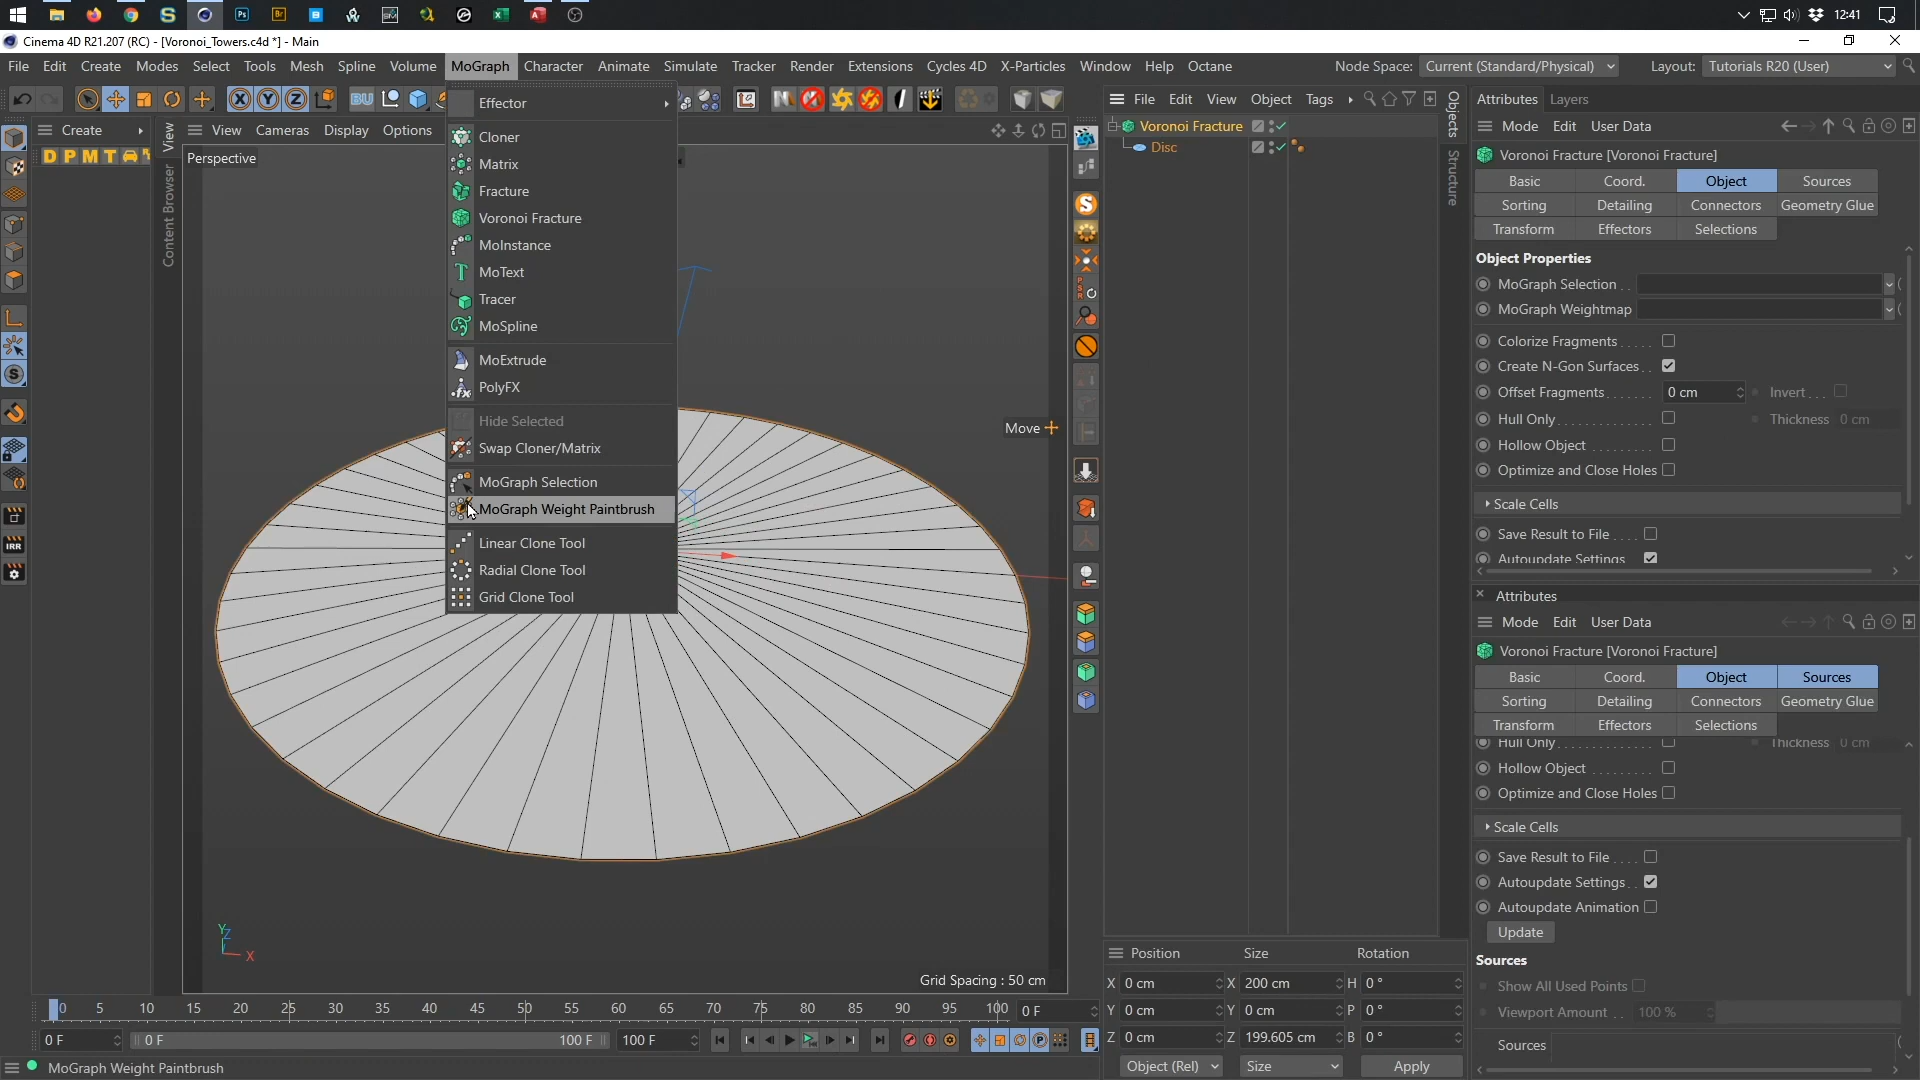 12:41
Cinema 4D R21.207 (RC) - [Voronoi_Towers.c4d *] - Main
File Edit Create Modes Select Tools Mesh Spline Volume MoGraph Character Animate Simulate Tracker Render Extensions Cycles 4D X-Particles Window Help Octane Node Space: Current (Standard/Physical) Layout: Tutorials R20 (User)
File Edit View Object Tags Attributes Layers
Create View Cameras Display Options
Perspective
Content Browser
View
Effector
Cloner
Matrix
Fracture
Voronoi Fracture
MoInstance
MoText
Tracer
MoSpline
MoExtrude
PolyFX
Hide Selected
Swap Cloner/Matrix
MoGraph Selection
MoGraph Weight Paintbrush
Linear Clone Tool
Radial Clone Tool
Grid Clone Tool
Move
Grid Spacing : 50 cm
Y
Z
X
Voronoi Fracture
Disc
Objects
Structure
Mode Edit User Data
Voronoi Fracture [Voronoi Fracture]
Basic Coord. Object Sources
Sorting Detailing Connectors Geometry Glue
Transform Effectors Selections
Object Properties
MoGraph Selection . .
MoGraph Weightmap
Colorize Fragments . . . . .
Create N-Gon Surfaces . .
Offset Fragments . . . . . . . 0 cm Invert . . .
Hull Only . . . . . . . . . . . . Thickness 0 cm
Hollow Object . . . . . . . . .
Optimize and Close Holes
Scale Cells
Save Result to File . . . .
Autoupdate Settings .
Attributes
Mode Edit User Data
Voronoi Fracture [Voronoi Fracture]
Basic Coord. Object Sources
Sorting Detailing Connectors Geometry Glue
Transform Effectors Selections
Hull Only . . . . . . . . . . . . Thickness 0 cm
Hollow Object . . . . . . . . .
Optimize and Close Holes
Scale Cells
Save Result to File . . . .
Autoupdate Settings .
Autoupdate Animation
Update
Sources
Show All Used Points
Viewport Amount . . 100 %
Sources
Position Size Rotation
X 0 cm X 200 cm H 0 °
Y 0 cm Y 0 cm P 0 °
Z 0 cm Z 199.605 cm B 0 °
Object (Rel) Size Apply
0 5 10 15 20 25 30 35 40 45 50 55 60 65 70 75 80 85 90 95 100 0 F
0 F 0 F 100 F 100 F
MoGraph Weight Paintbrush